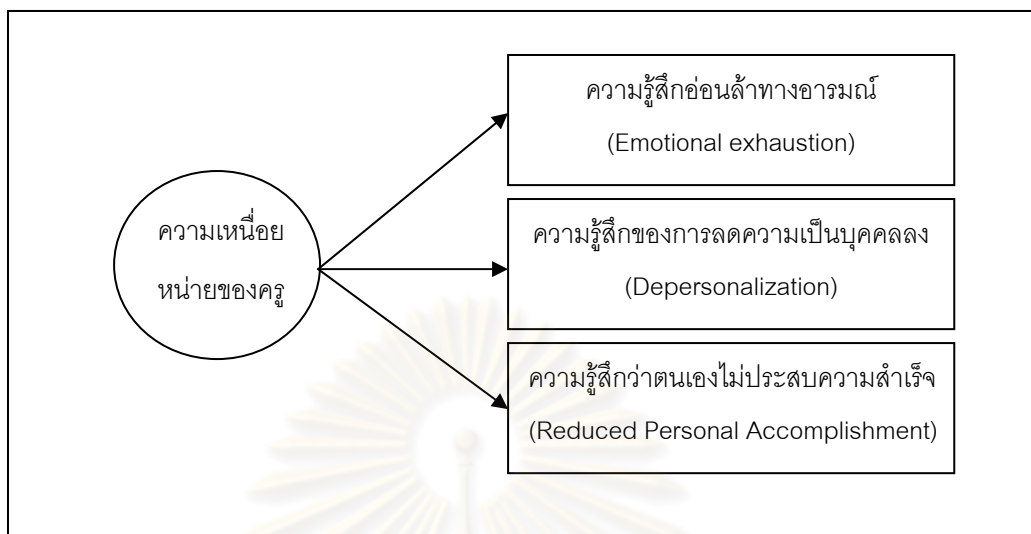 ความเหนื่อย
หน่ายของครู
ความรู้สึกอ่อนล้าทางอารมณ์
(Emotional exhaustion)
ความรู้สึกของการลดความเป็นบุคคลลง
(Depersonalization)
ความรู้สึกว่าตนเองไม่ประสบความสำเร็จ
(Reduced Personal Accomplishment)